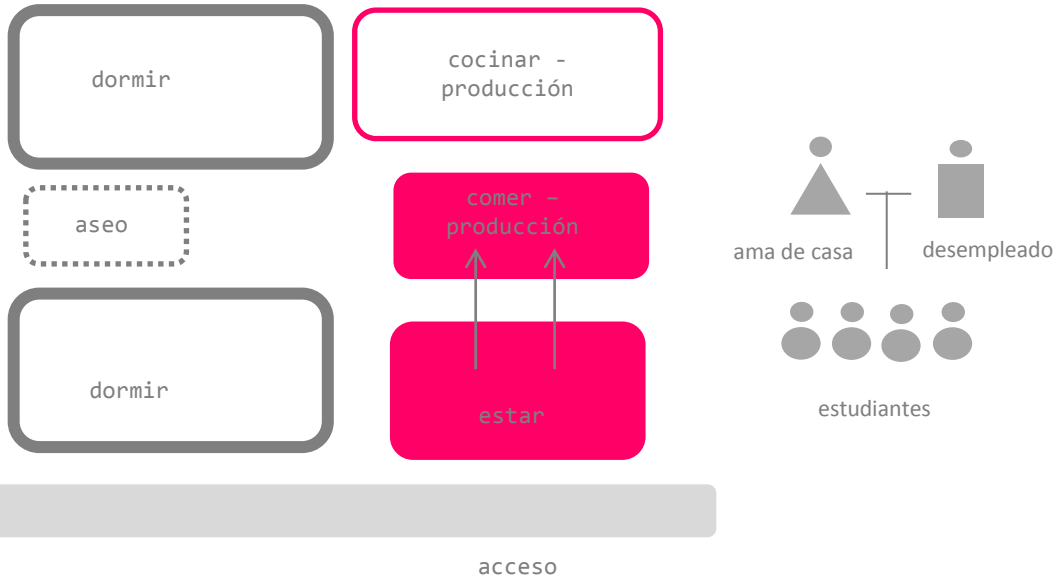 dormir
cocinar -
producción
aseo
comer –
producción
ama de casa
desempleado
dormir
estar
estudiantes
acceso